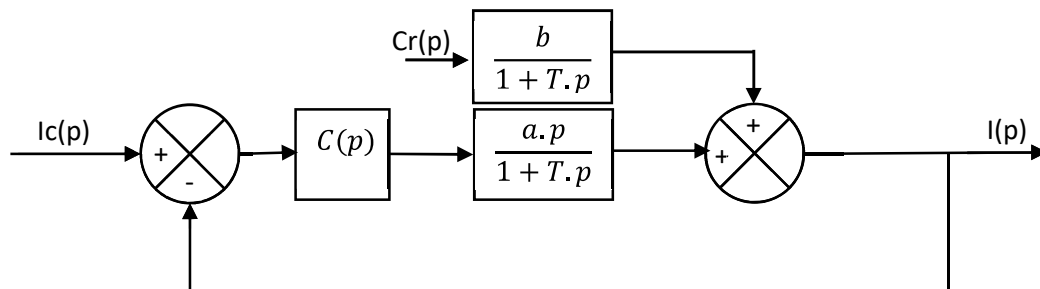 Cr(p)
b
1 + T.p
Ic(p)
+
-
C(p)
a.p
1 + T.p
+
+
I(p)